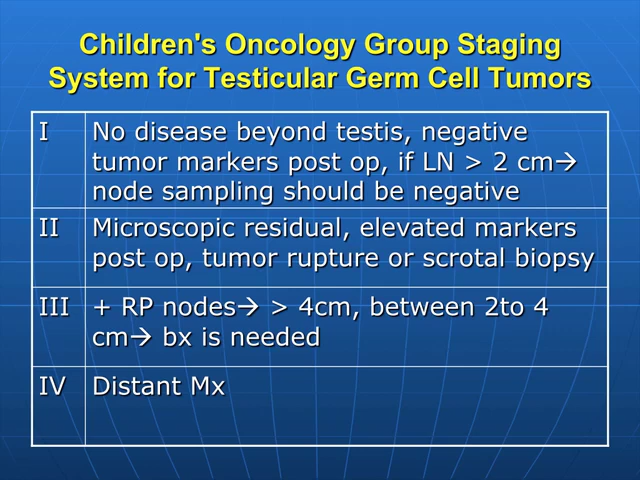 Children's Oncology Group Staging
System for Testicular Germ Cell Tumors
I No disease beyond testis, negative
tumor markers post op, if LN > 2 cm→
node sampling should be negative
II Microscopic residual, elevated markers
post op, tumor rupture or scrotal biopsy
III + RP nodes→ > 4cm, between 2to 4
cm→ bx is needed
IV Distant Mx